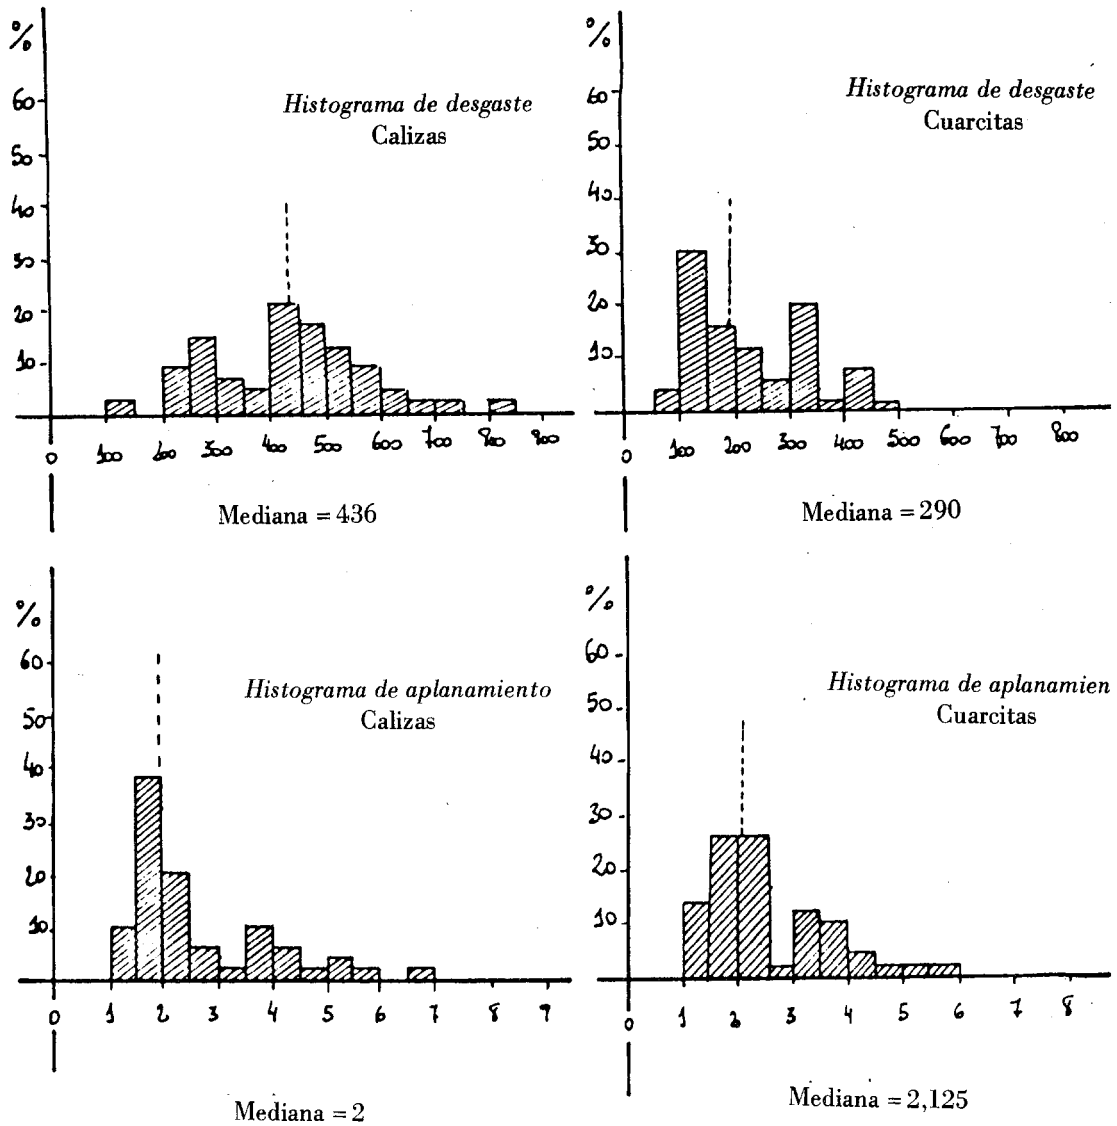 %
60
50
40
30
20
10
Histograma de desgaste
Calizas
0 100 200 300 400 500 600 700 800 900
Mediana = 436
%
60
50
40
30
20
10
Histograma de desgaste
Cuarcitas
0 100 200 300 400 500 600 700 800
Mediana = 290
%
60
50
40
30
20
10
Histograma de aplanamiento
Calizas
0 1 2 3 4 5 6 7 8 9
Mediana = 2
%
60
50
40
30
20
10
Histograma de aplanamien
Cuarcitas
0 1 2 3 4 5 6 7 8
Mediana = 2,125